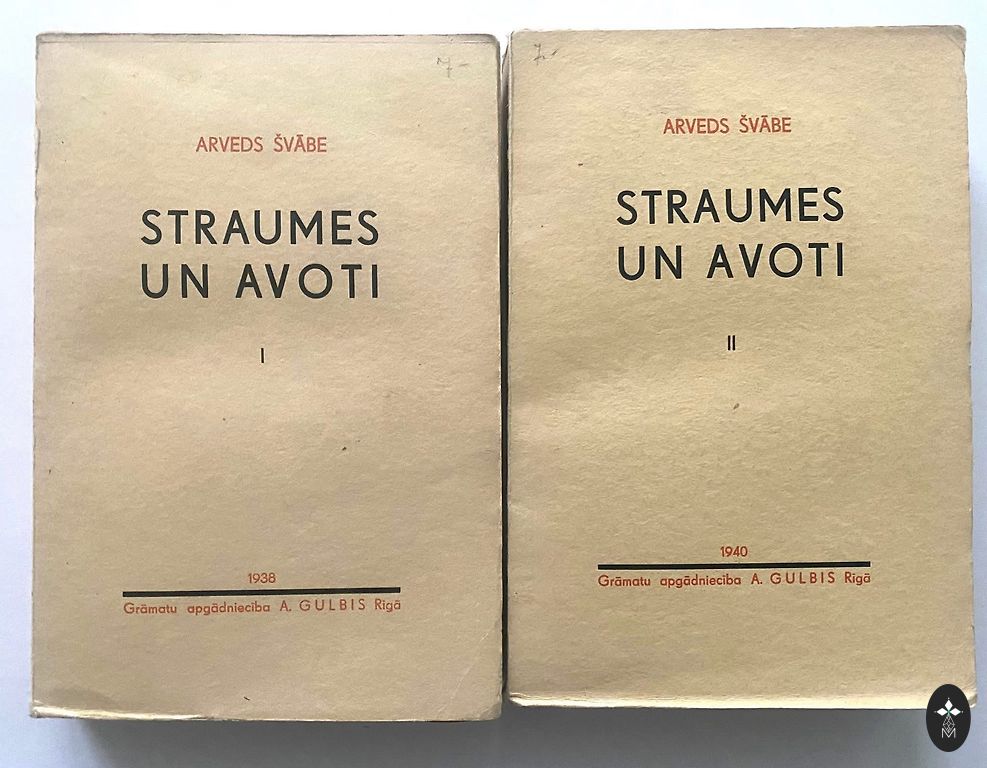 7-
ARVEDS ŠVĀBE
STRAUMES
UN AVOTI
I
1938
Grāmatu apgādniecība A. GULBIS Rīgā
7.-
ARVEDS ŠVĀBE
STRAUMES
UN AVOTI
II
1940
Grāmatu apgādniecība A. GULBIS Rīgā
M